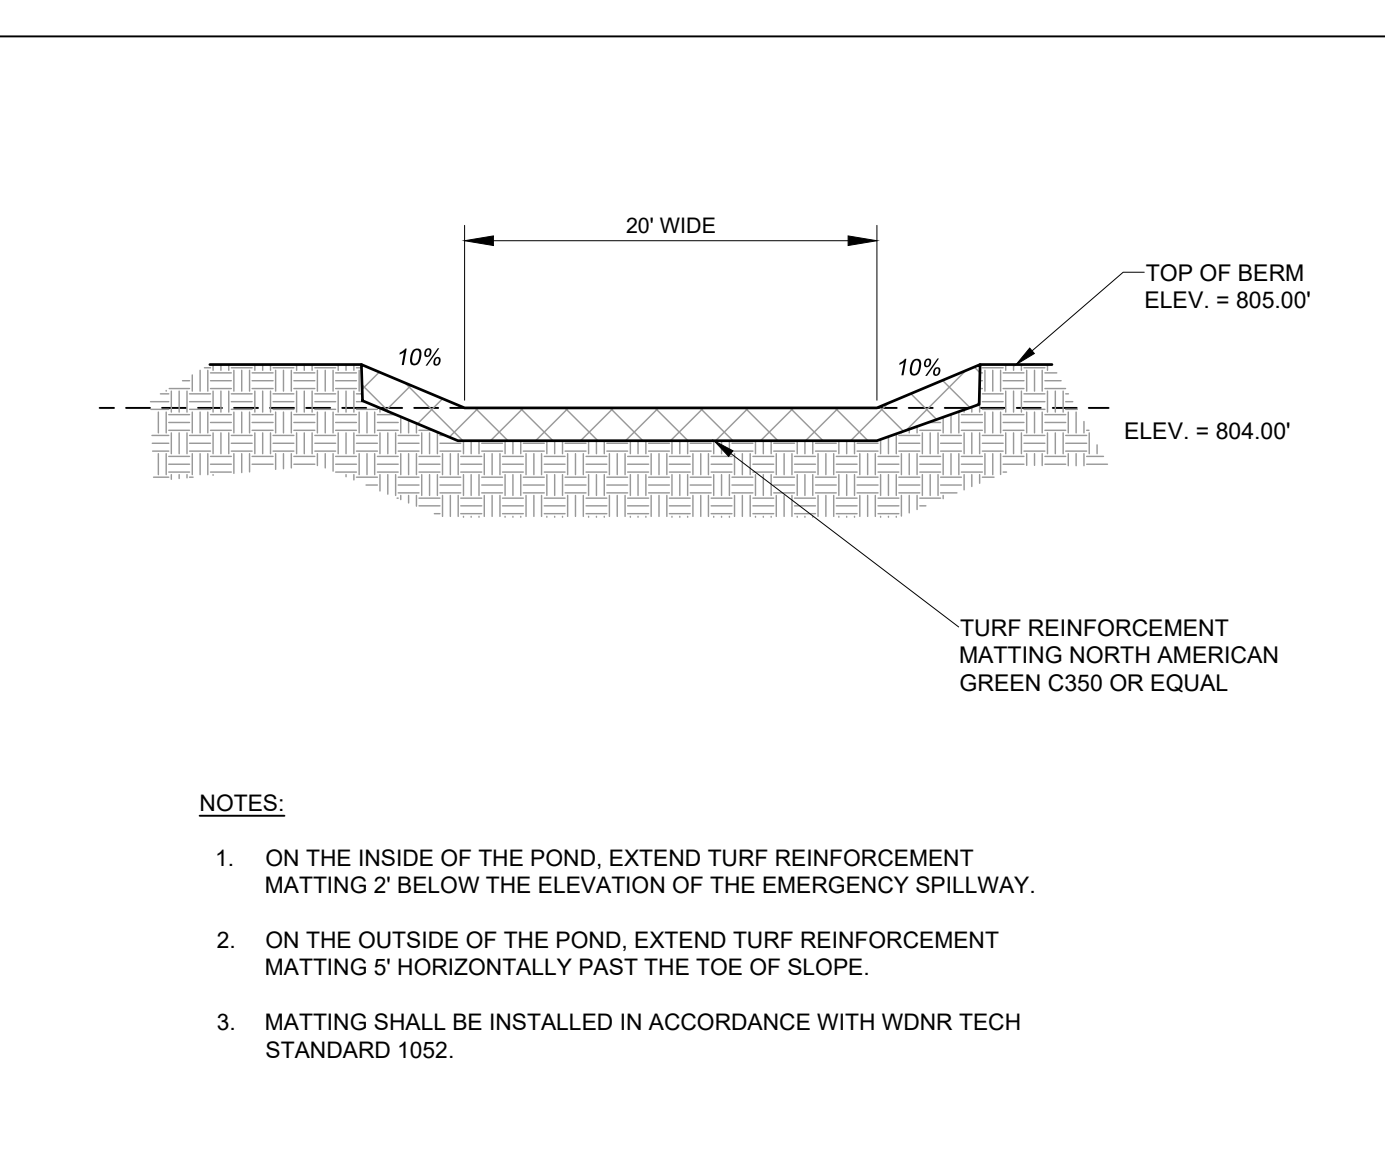 20' WIDE
TOP OF BERM
ELEV. = 805.00'
10%
10%
ELEV. = 804.00'
TURF REINFORCEMENT
MATTING NORTH AMERICAN
GREEN C350 OR EQUAL
NOTES:
1. ON THE INSIDE OF THE POND, EXTEND TURF REINFORCEMENT
MATTING 2' BELOW THE ELEVATION OF THE EMERGENCY SPILLWAY.
2. ON THE OUTSIDE OF THE POND, EXTEND TURF REINFORCEMENT
MATTING 5' HORIZONTALLY PAST THE TOE OF SLOPE.
3. MATTING SHALL BE INSTALLED IN ACCORDANCE WITH WDNR TECH
STANDARD 1052.